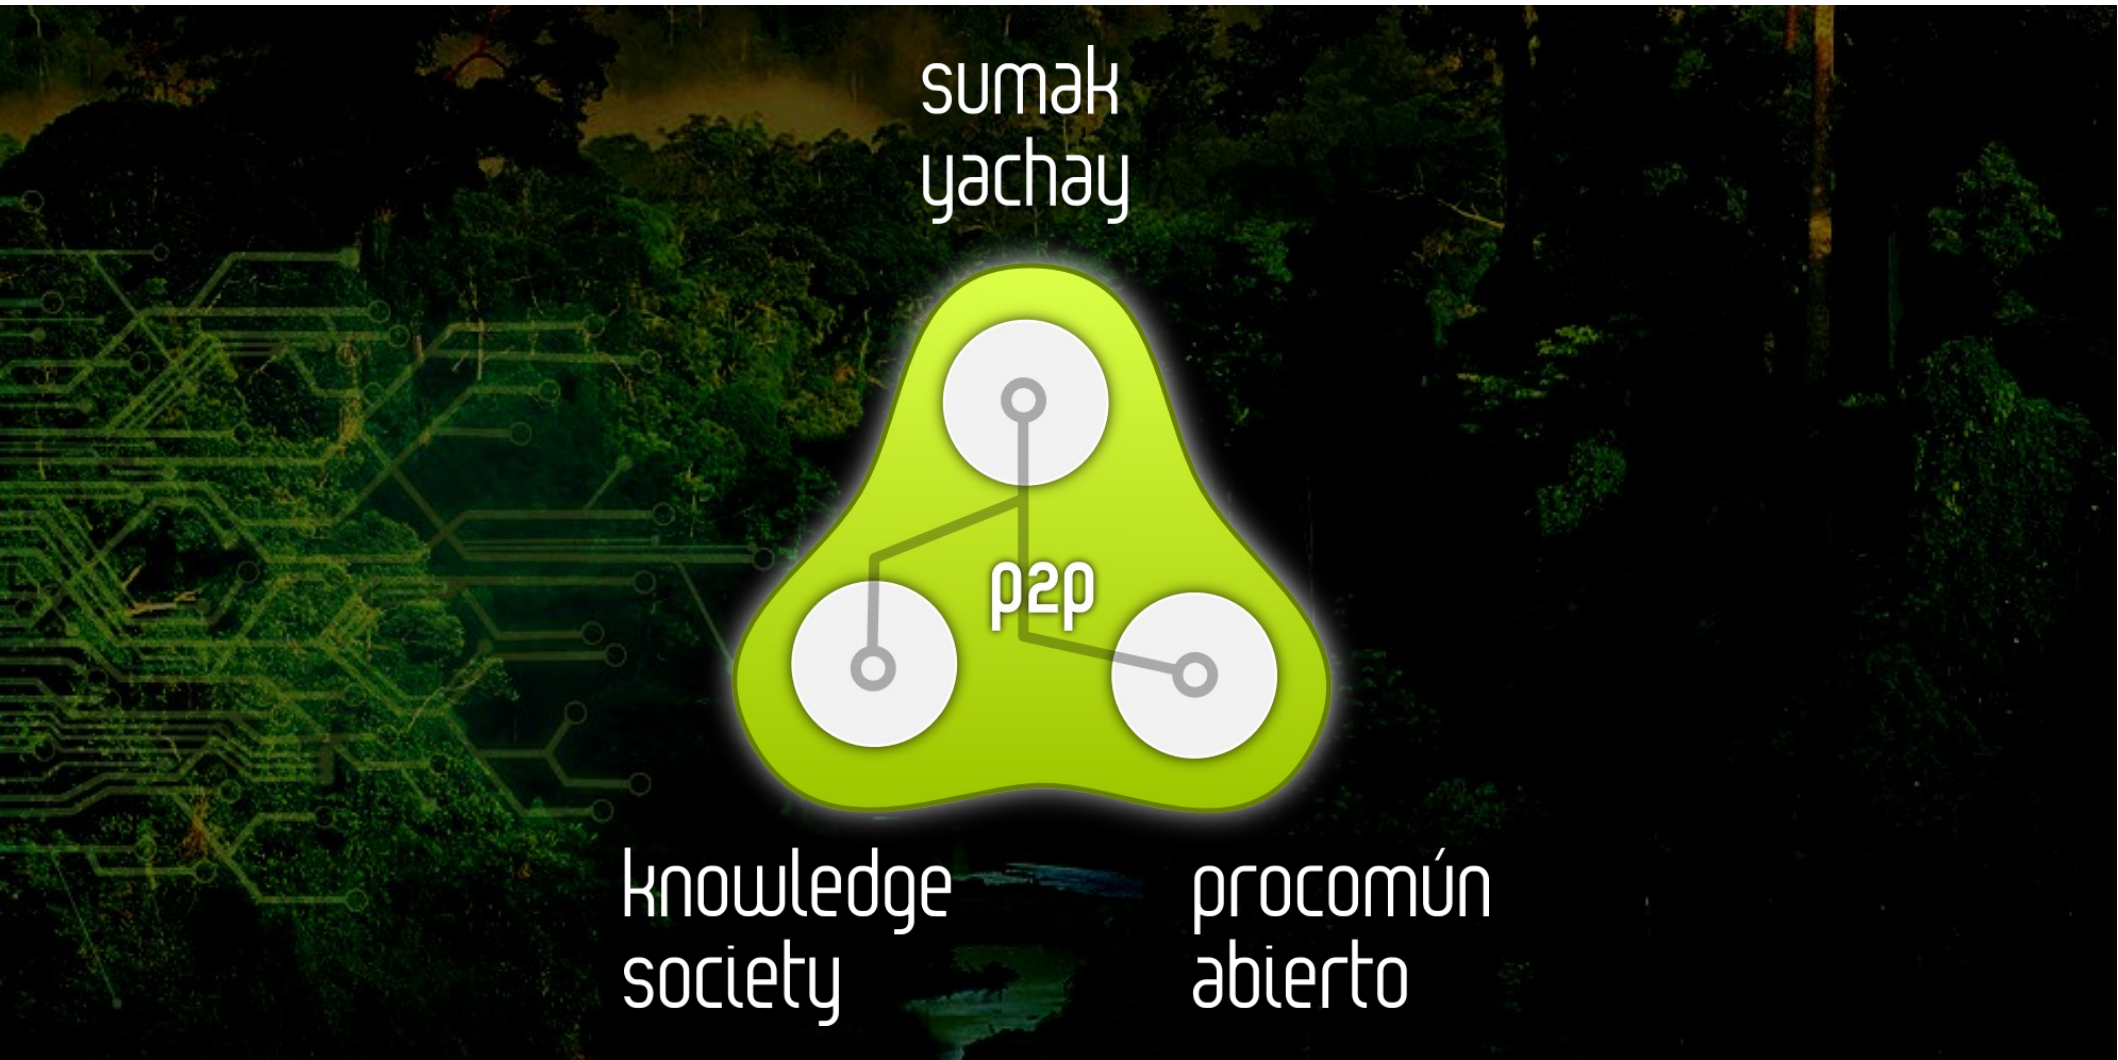 sumak
yachay
p2p
knowledge
society
procomún
abierto